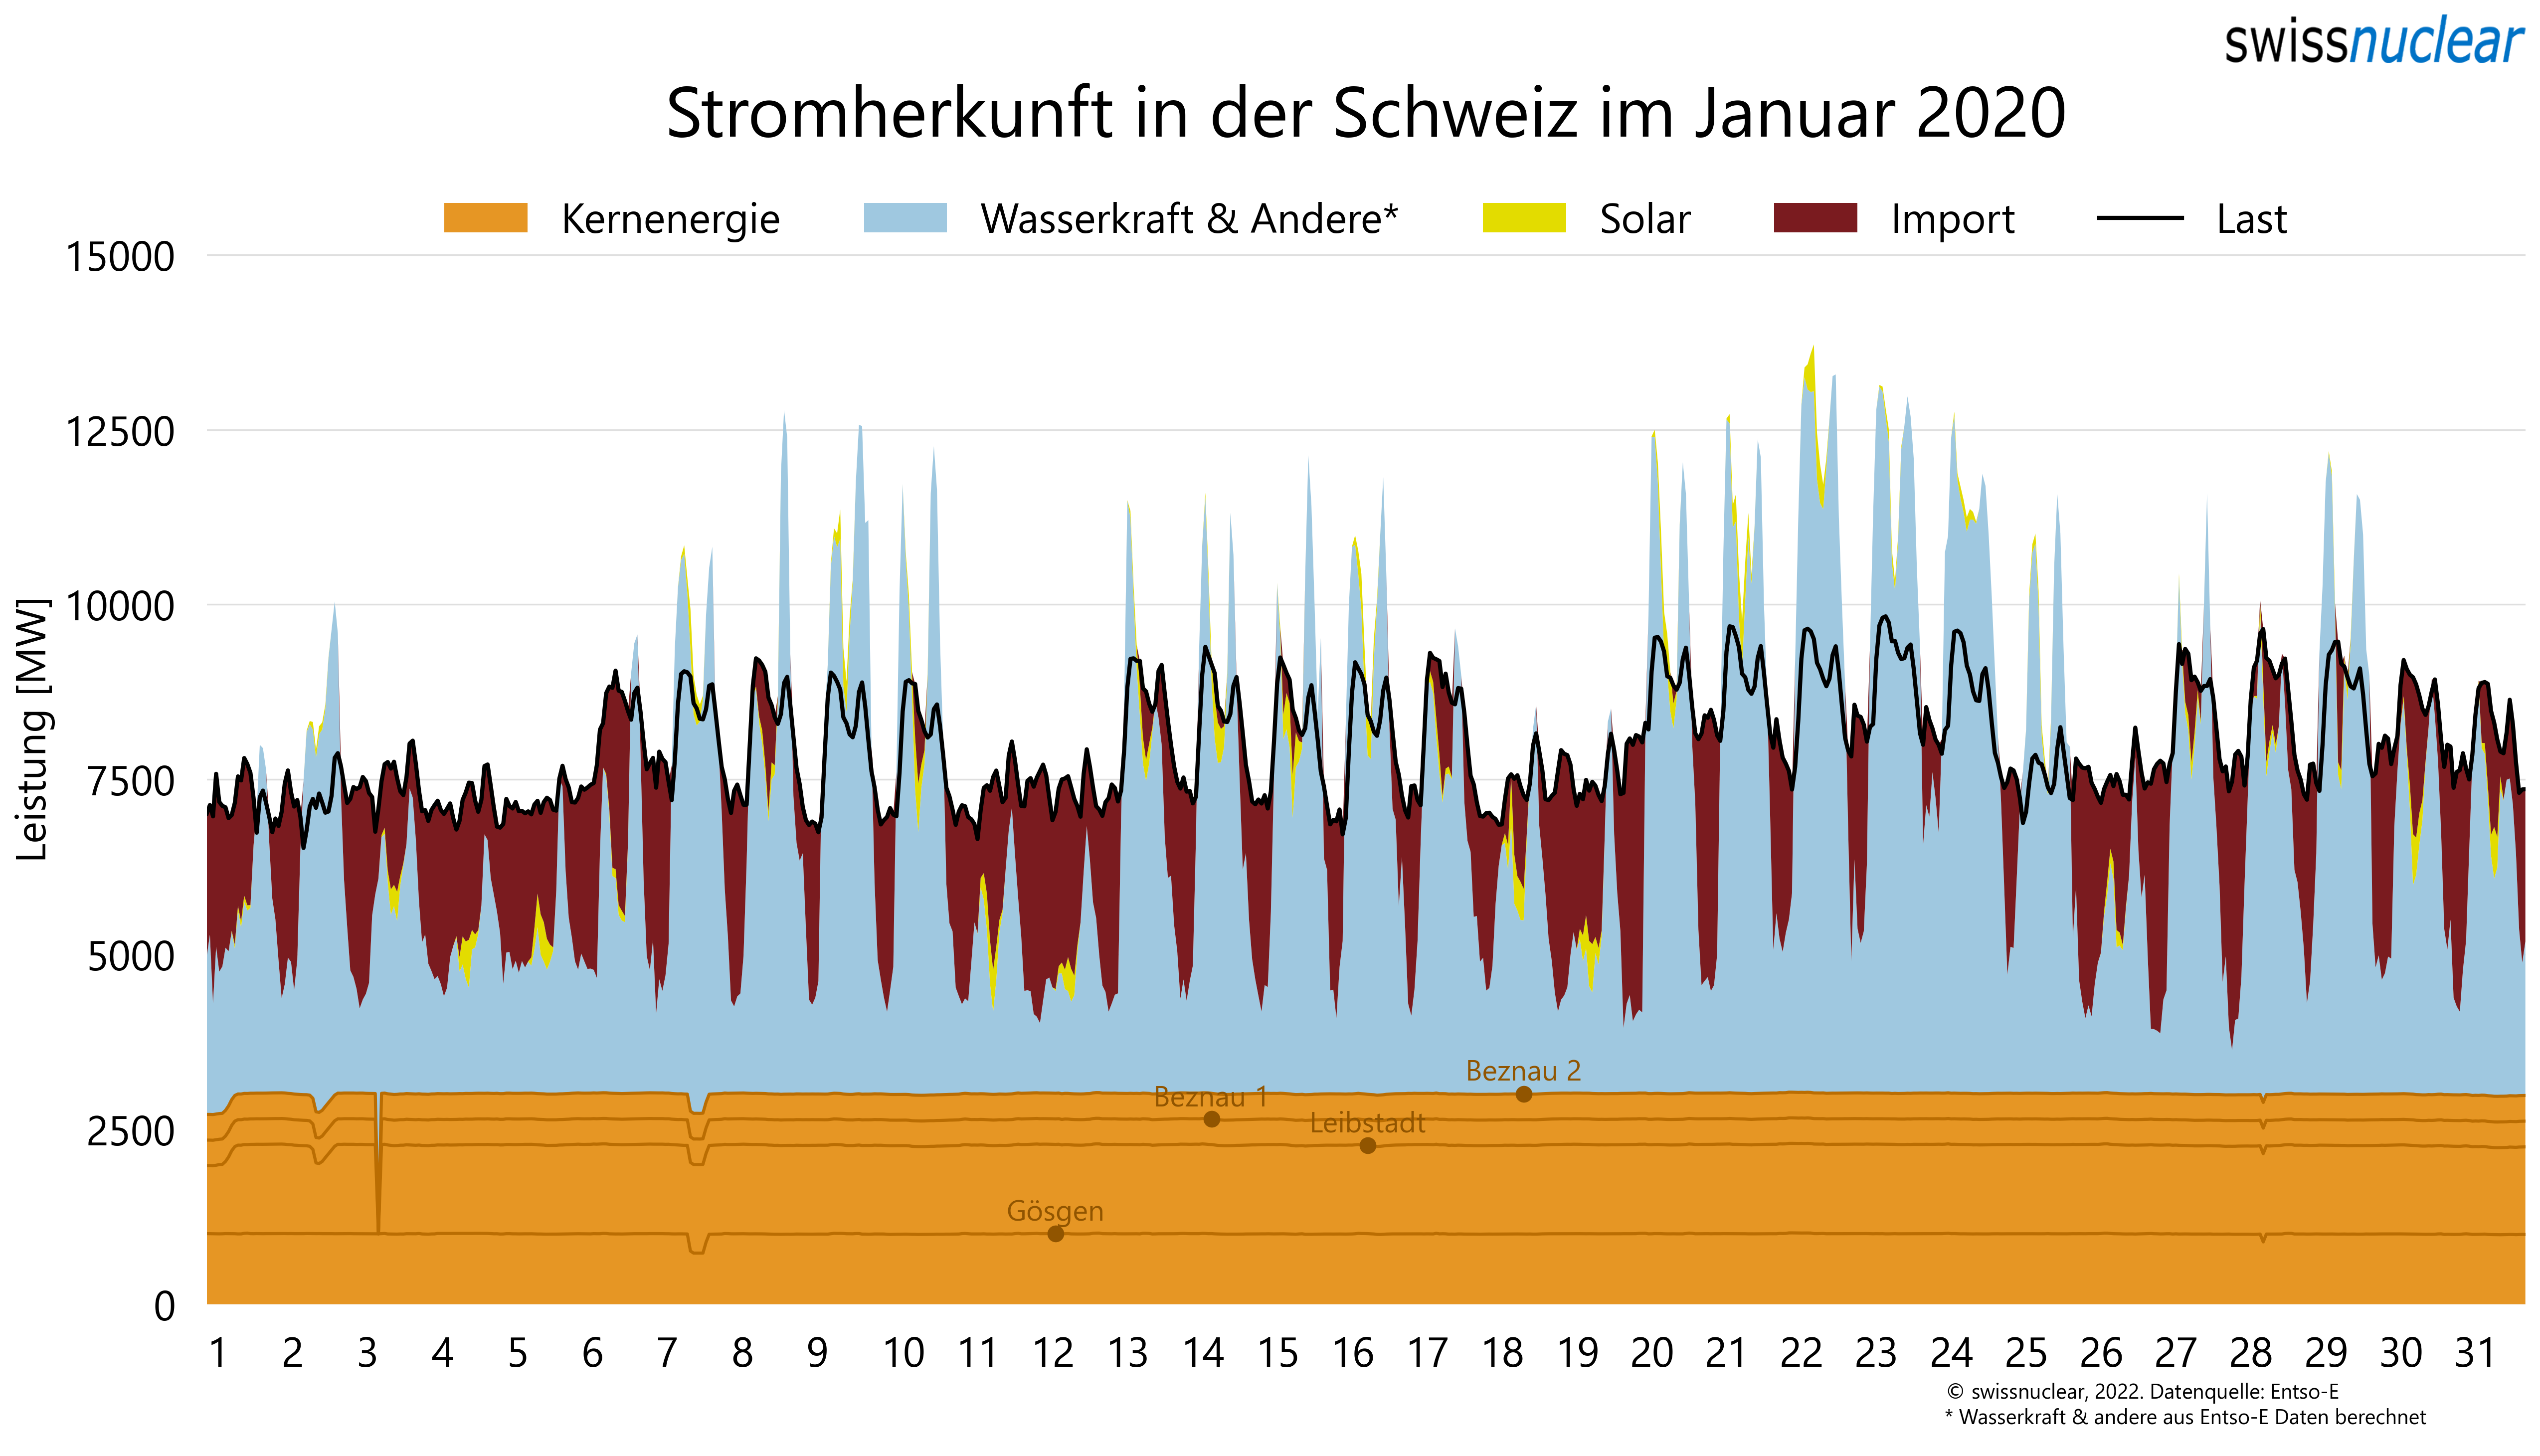 swissnuclear
Stromherkunft in der Schweiz im Januar 2020
Kernenergie Wasserkraft & Andere* Solar Import Last
15000
12500
10000
7500
5000
2500
0
Leistung [MW]
Beznau 2
Beznau 1
Leibstadt
Gösgen
1 2 3 4 5 6 7 8 9 10 11 12 13 14 15 16 17 18 19 20 21 22 23 24 25 26 27 28 29 30 31
© swissnuclear, 2022. Datenquelle: Entso-E
* Wasserkraft & andere aus Entso-E Daten berechnet